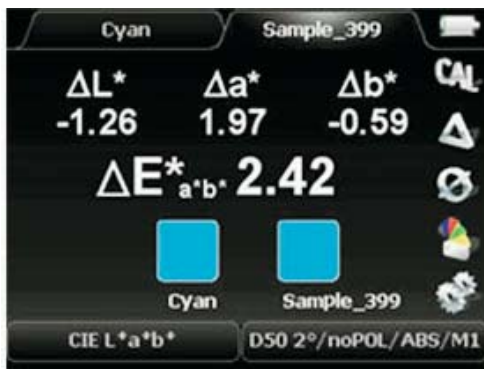 Cyan Sample_399
CAL
ΔL* Δa* Δb*
-1.26 1.97 -0.59
ΔE*a*b* 2.42
Cyan Sample_399
CIE L*a*b* D50 2°/noPOL/ABS/M1